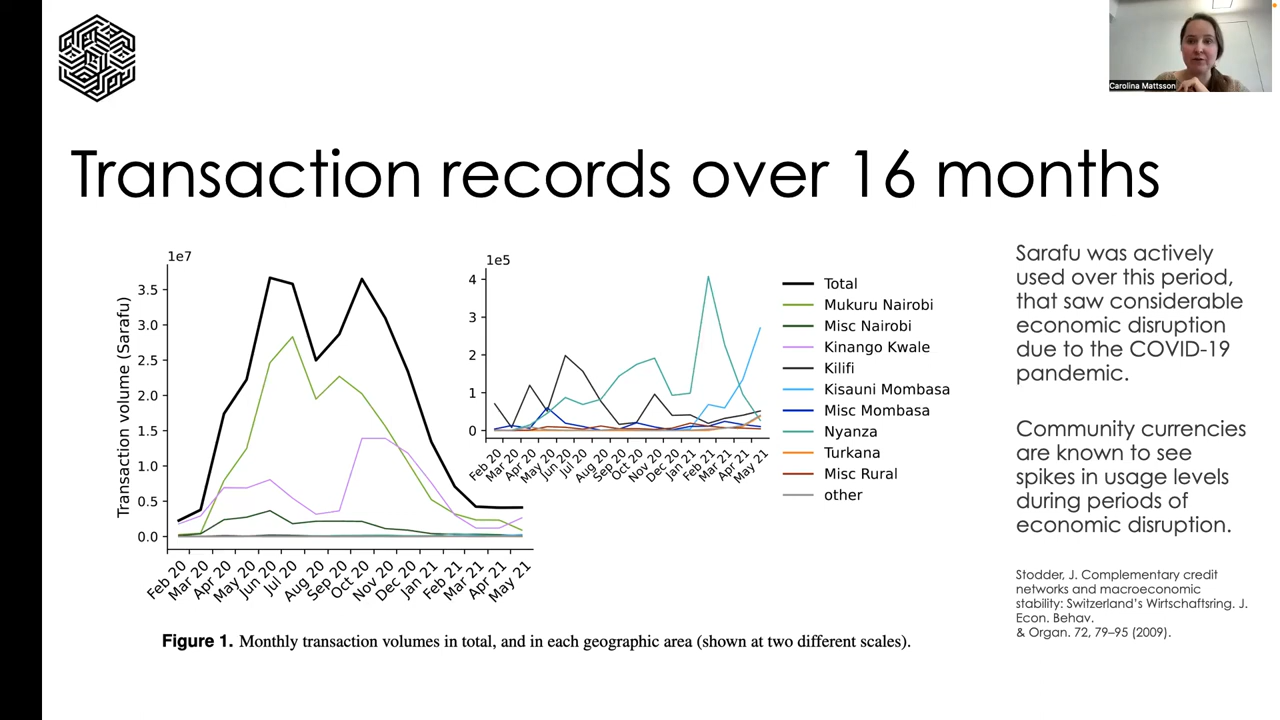 Carolina Mattsson
Transaction records over 16 months
1e7
Transaction volume (Sarafu)
3.5
3.0
2.5
2.0
1.5
1.0
0.5
0.0
Feb 20
Mar 20
Apr 20
May 20
Jun 20
Jul 20
Aug 20
Sep 20
Oct 20
Nov 20
Dec 20
Jan 21
Feb 21
Mar 21
Apr 21
May 21
1e5
4
3
2
1
0
Feb 20
Mar 20
Apr 20
May 20
Jun 20
Jul 20
Aug 20
Sep 20
Oct 20
Nov 20
Dec 20
Jan 21
Feb 21
Mar 21
Apr 21
May 21
Total
Mukuru Nairobi
Misc Nairobi
Kinango Kwale
Kilifi
Kisauni Mombasa
Misc Mombasa
Nyanza
Turkana
Misc Rural
other
Figure 1. Monthly transaction volumes in total, and in each geographic area (shown at two different scales).
Sarafu was actively
used over this period,
that saw considerable
economic disruption
due to the COVID-19
pandemic.
Community currencies
are known to see
spikes in usage levels
during periods of
economic disruption.
Stodder, J. Complementary credit
networks and macroeconomic
stability: Switzerland's Wirtschaftsring. J.
Econ. Behav.
& Organ. 72, 79–95 (2009).